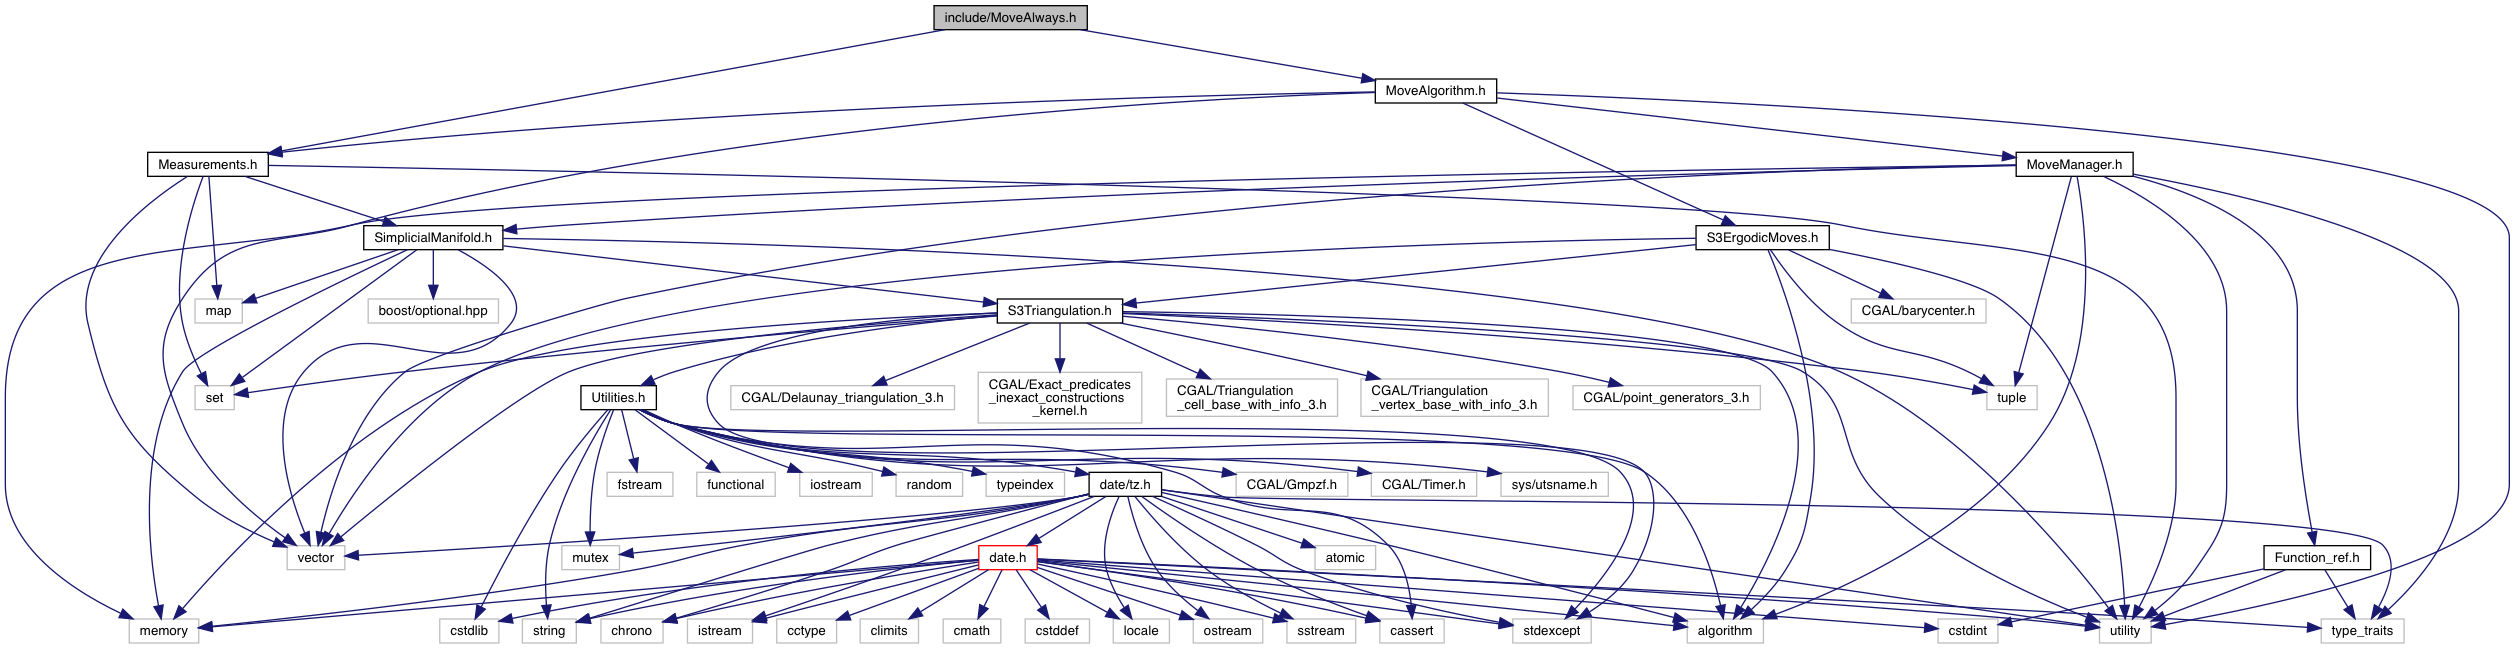 include/MoveAlways.h
MoveAlgorithm.h
Measurements.h
MoveManager.h
SimplicialManifold.h
S3ErgodicMoves.h
map
boost/optional.hpp
S3Triangulation.h
CGAL/barycenter.h
set
Utilities.h
CGAL/Delaunay_triangulation_3.h
CGAL/Exact_predicates
_inexact_constructions
_kernel.h
CGAL/Triangulation
_cell_base_with_info_3.h
CGAL/Triangulation
_vertex_base_with_info_3.h
CGAL/point_generators_3.h
tuple
fstream
functional
iostream
random
typeindex
date/tz.h
CGAL/Gmpzf.h
CGAL/Timer.h
sys/utsname.h
vector
mutex
date.h
atomic
Function_ref.h
memory
cstdlib
string
chrono
istream
cctype
climits
cmath
cstddef
locale
ostream
sstream
cassert
stdexcept
algorithm
cstdint
utility
type_traits